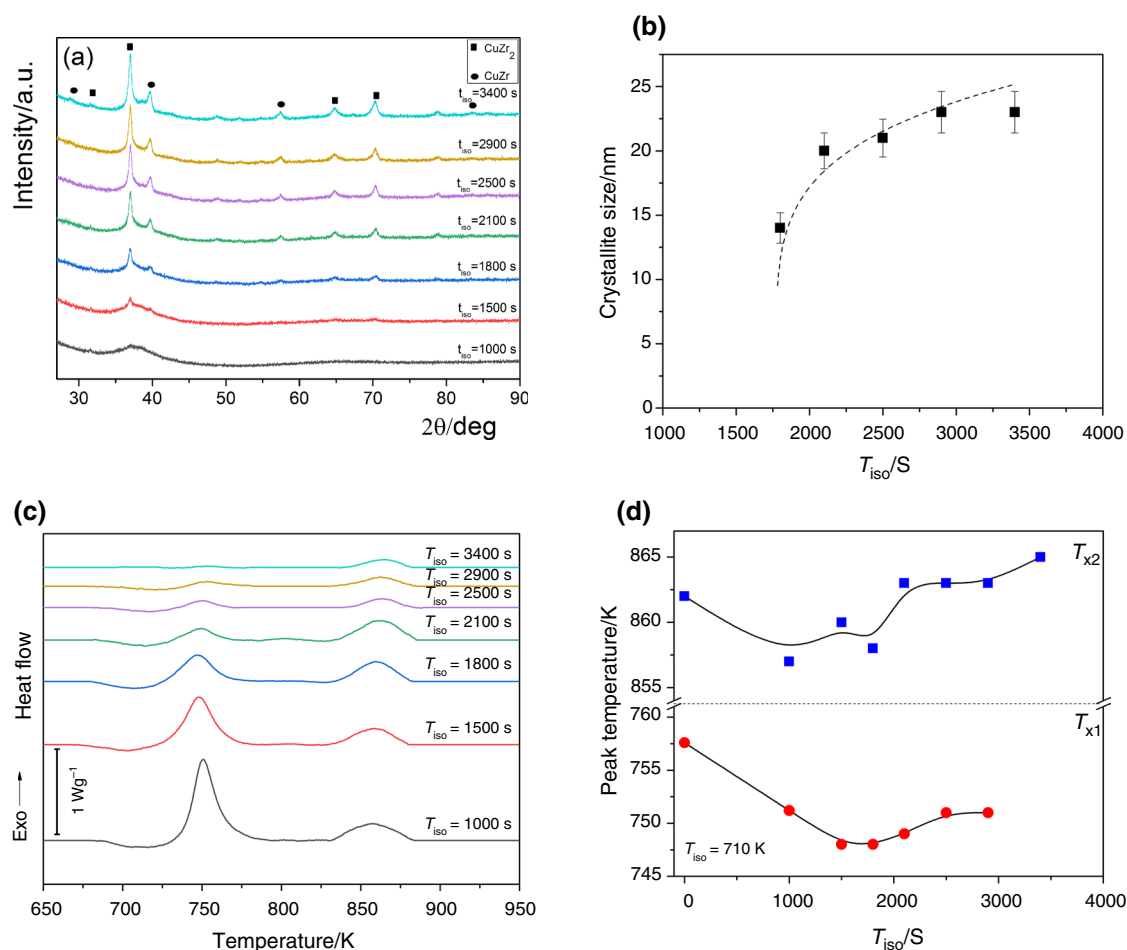 (a)
CuZr2
CuZr
tiso=3400 s
tiso=2900 s
tiso=2500 s
tiso=2100 s
tiso=1800 s
tiso=1500 s
tiso=1000 s
Intensity/a.u.
30 40 50 60 70 80 90
2θ/deg
(b)
25
20
15
10
5
0
Crystallite size/nm
1000 1500 2000 2500 3000 3500 4000
Tiso/S
(c)
Tiso = 3400 s
Tiso = 2900 s
Tiso = 2500 s
Tiso = 2100 s
Tiso = 1800 s
Tiso = 1500 s
Tiso = 1000 s
Exo
Heat flow
1 Wg−1
650 700 750 800 850 900 950
Temperature/K
(d)
Tx2
865
860
855
Tx1
760
755
750
745
Peak temperature/K
Tiso = 710 K
0 1000 2000 3000 4000
Tiso/S